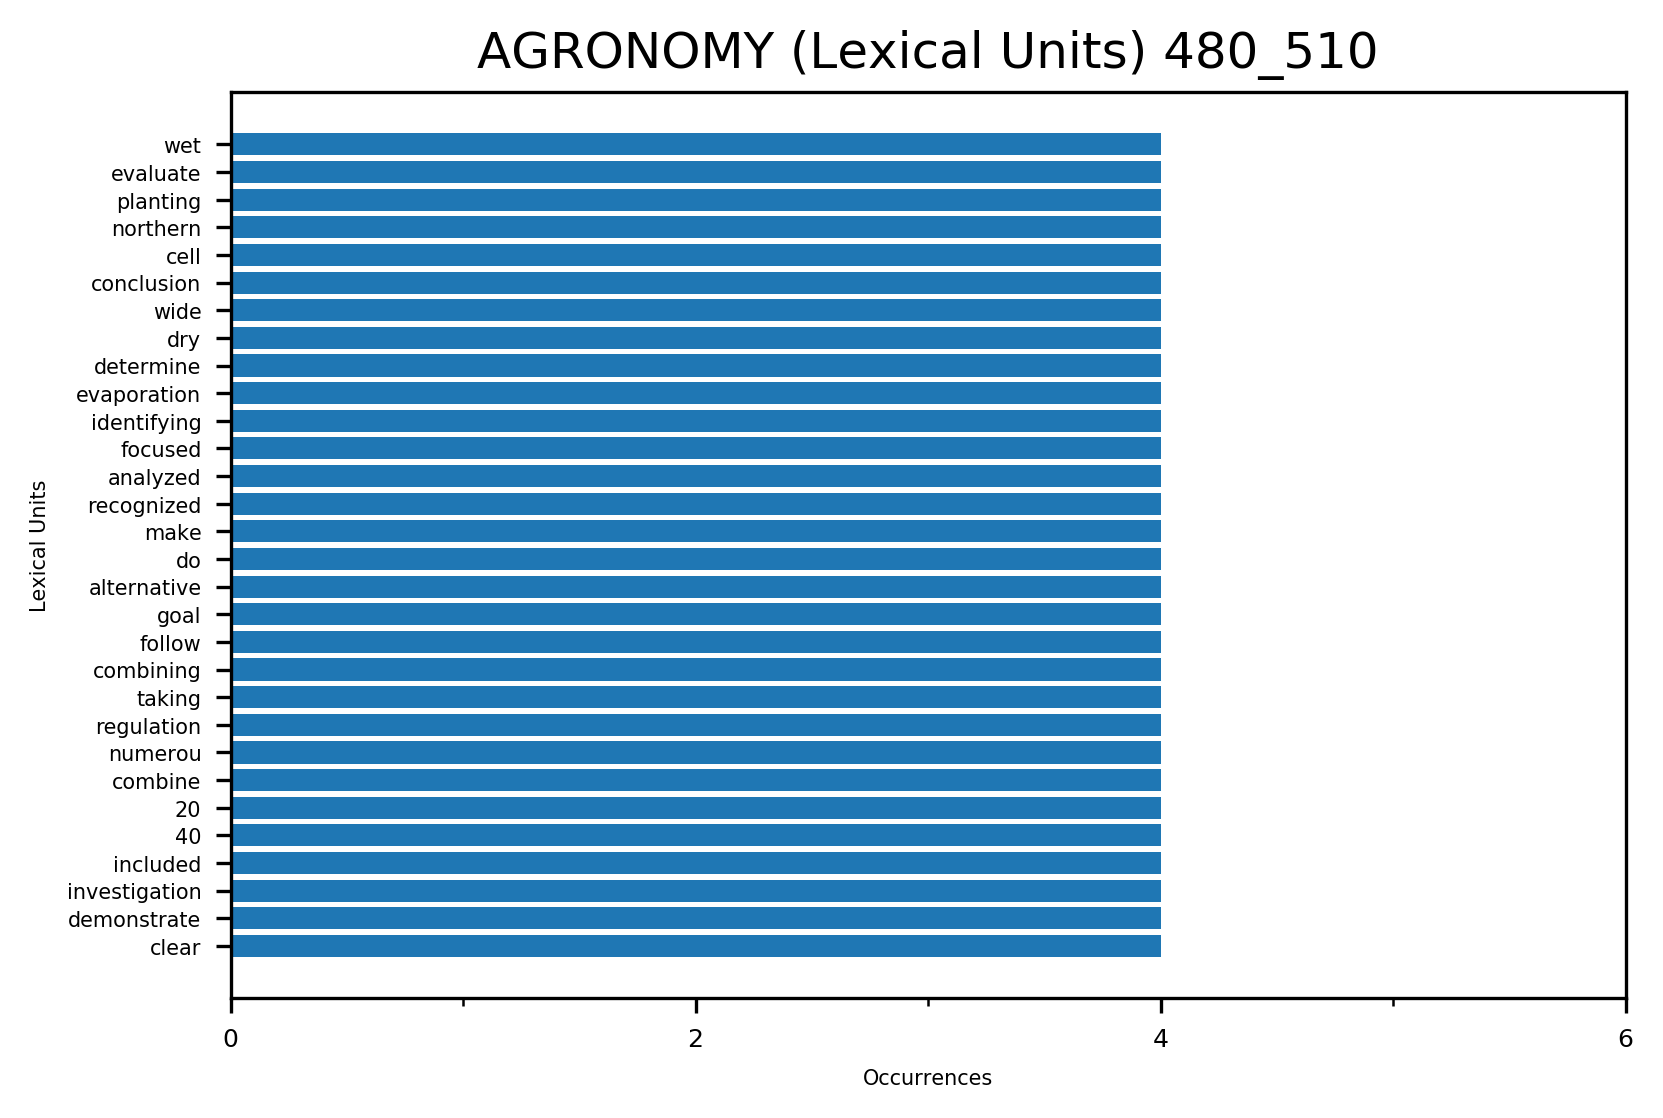 AGRONOMY (Lexical Units) 480_510
wet
evaluate
planting
northern
cell
conclusion
wide
dry
determine
evaporation
identifying
focused
analyzed
recognized
make
do
alternative
goal
follow
combining
taking
regulation
numerou
combine
20
40
included
investigation
demonstrate
clear
Lexical Units
0 2 4 6
Occurrences